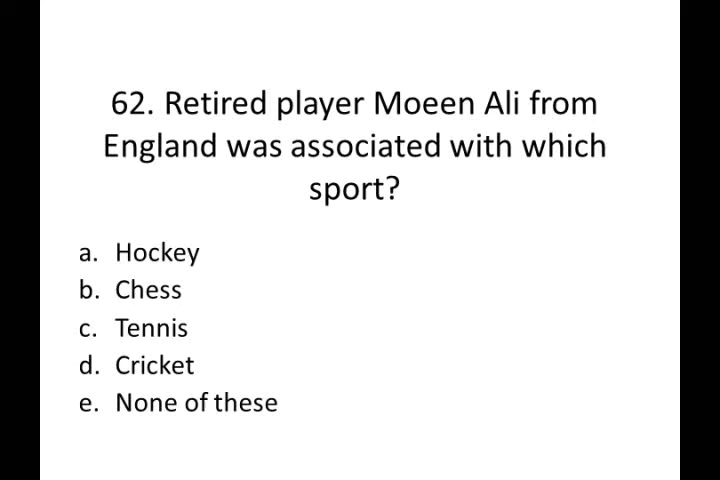 62. Retired player Moeen Ali from
England was associated with which
sport?
a. Hockey
b. Chess
c. Tennis
d. Cricket
e. None of these